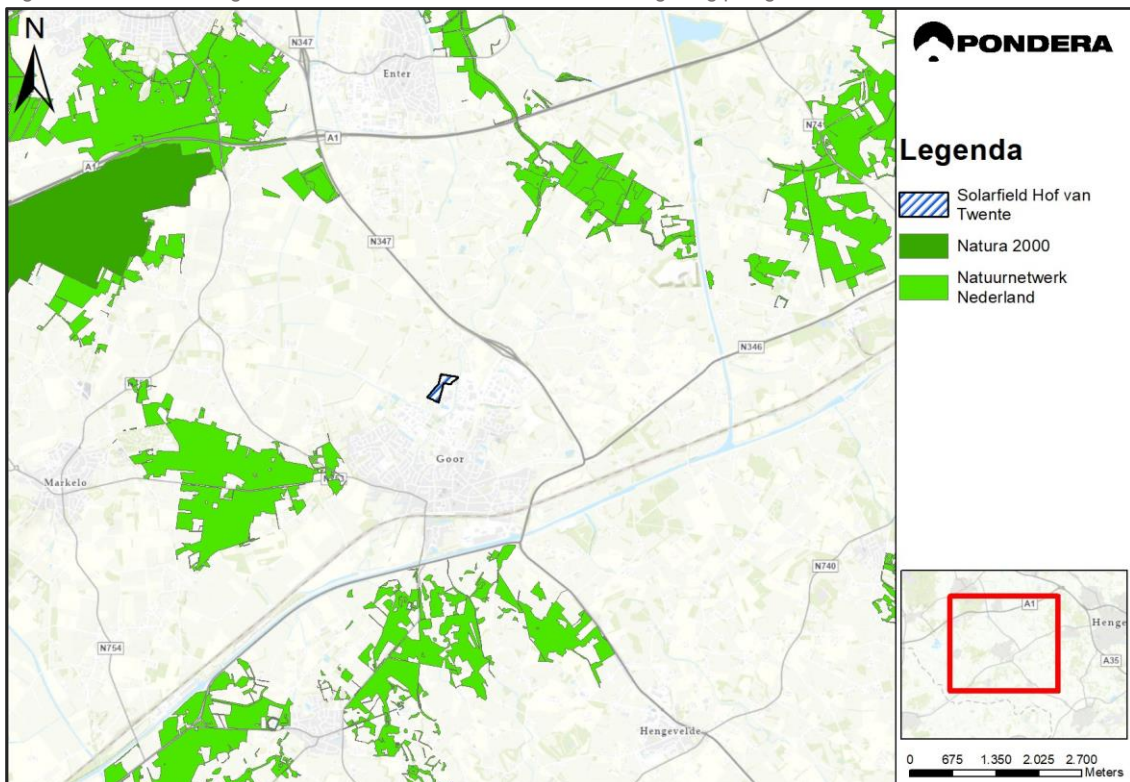 N
N347
Enter
A1
A1
N74
N347
N346
Goor
Markelo
N740
N754
Hengevelde
PONDERA
Legenda
Solarfield Hof van
Twente
Natura 2000
Natuurnetwerk
Nederland
A1
Henge
A35
0 675 1.350 2.025 2.700
Meters